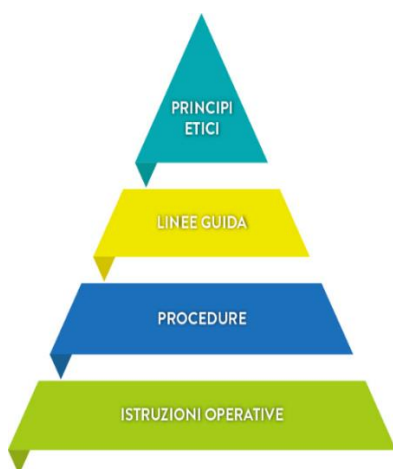 PRINCIPI
ETICI
LINEE GUIDA
PROCEDURE
ISTRUZIONI OPERATIVE